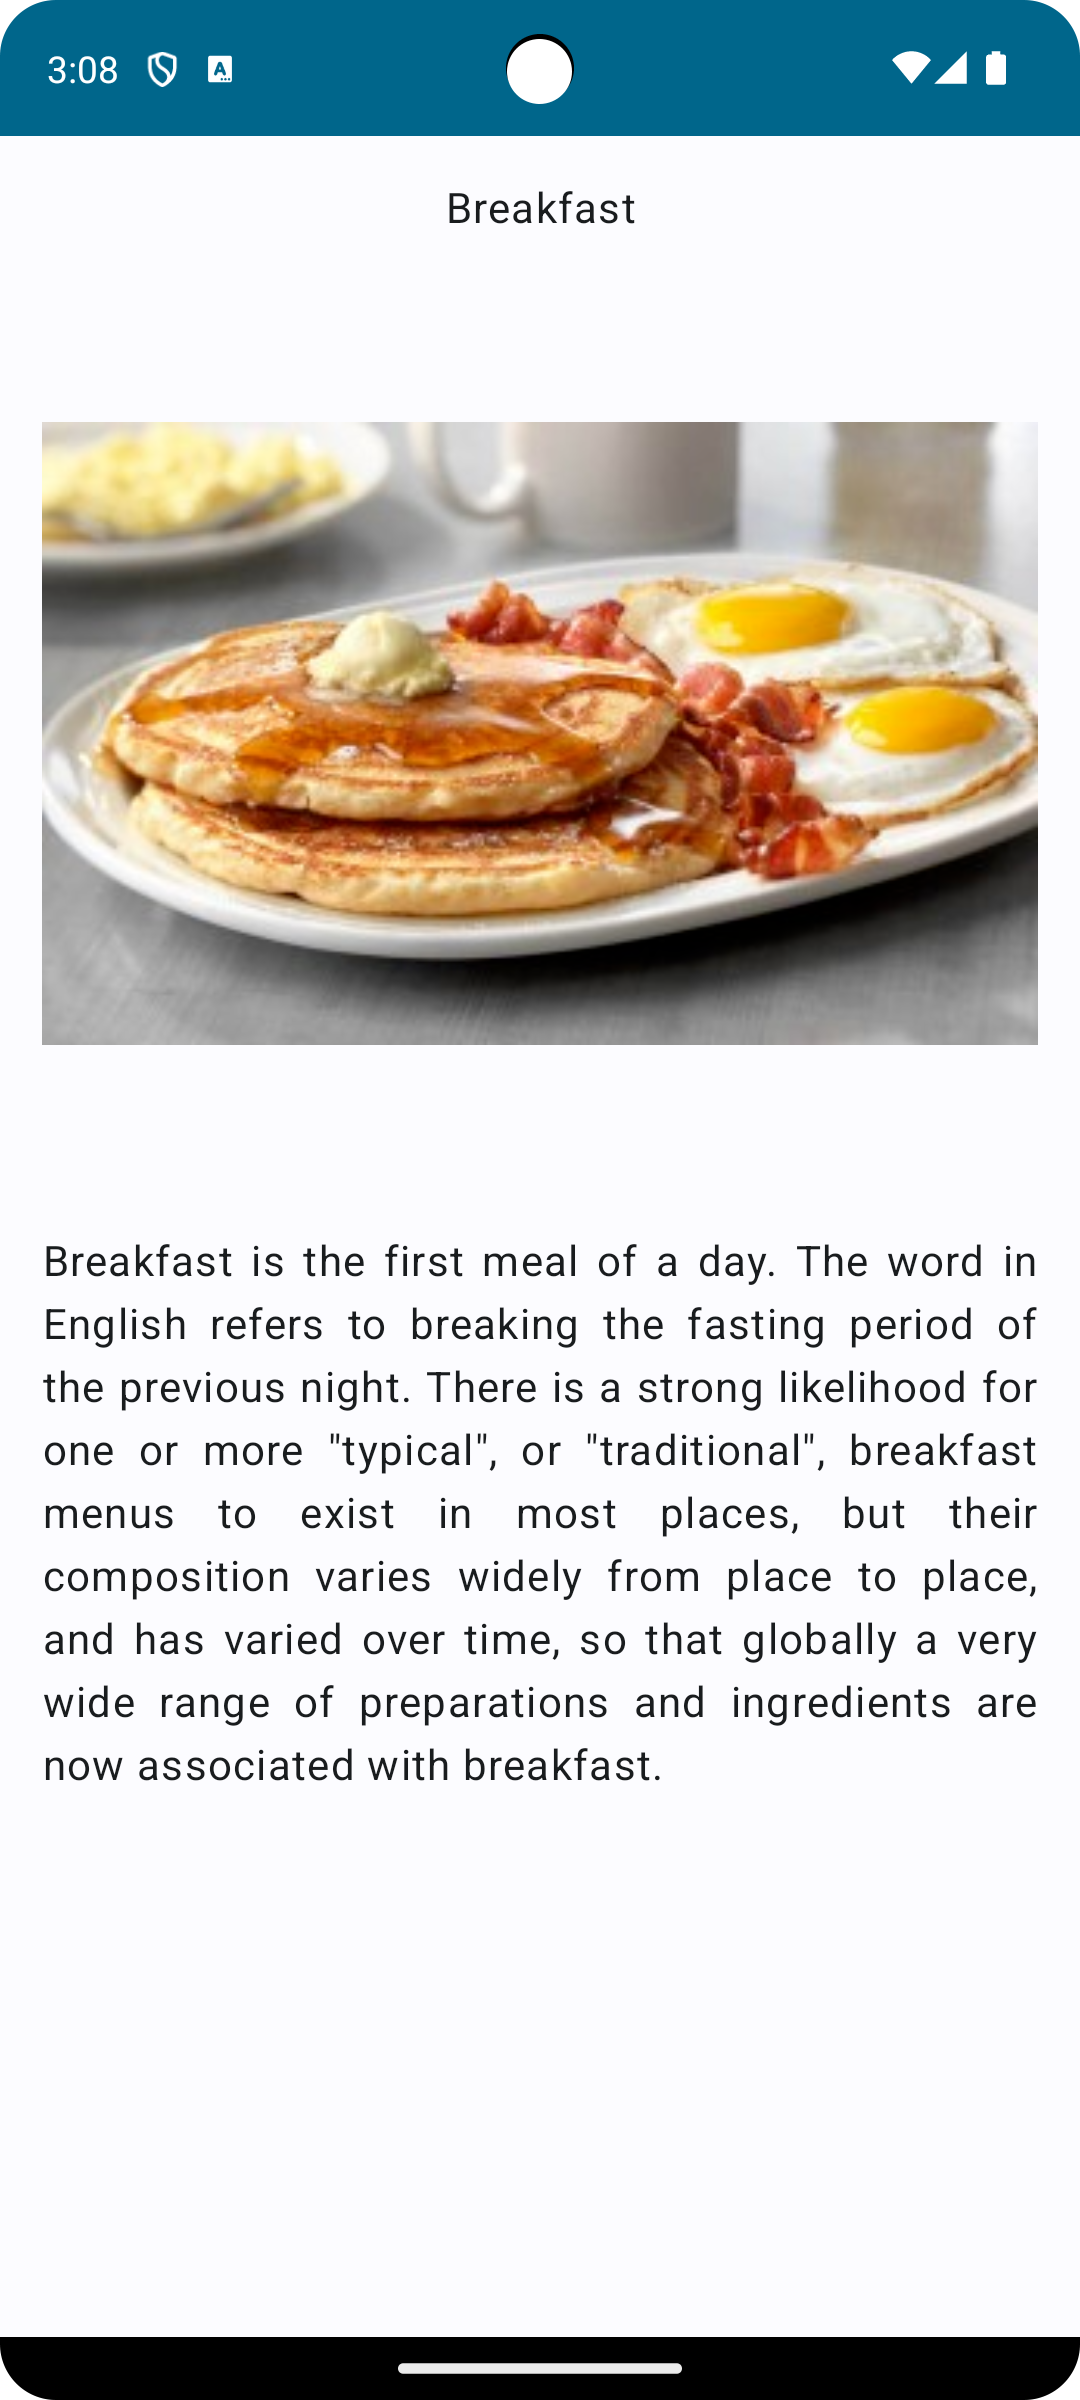 3:08
Breakfast
Breakfast is the first meal of a day. The word in
English refers to breaking the fasting period of
the previous night. There is a strong likelihood for
one or more "typical", or "traditional", breakfast
menus to exist in most places, but their
composition varies widely from place to place,
and has varied over time, so that globally a very
wide range of preparations and ingredients are
now associated with breakfast.